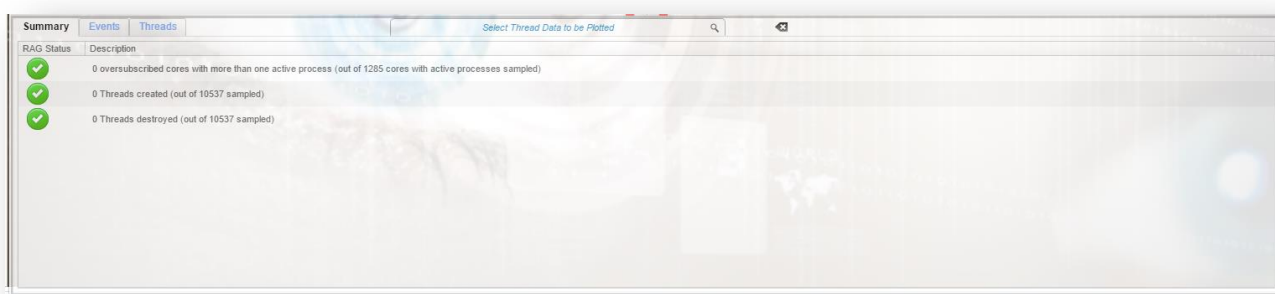 Summary Events Threads Select Thread Data to be Plotted
RAG Status Description
0 oversubscribed cores with more than one active process (out of 1285 cores with active processes sampled)
0 Threads created (out of 10537 sampled)
0 Threads destroyed (out of 10537 sampled)